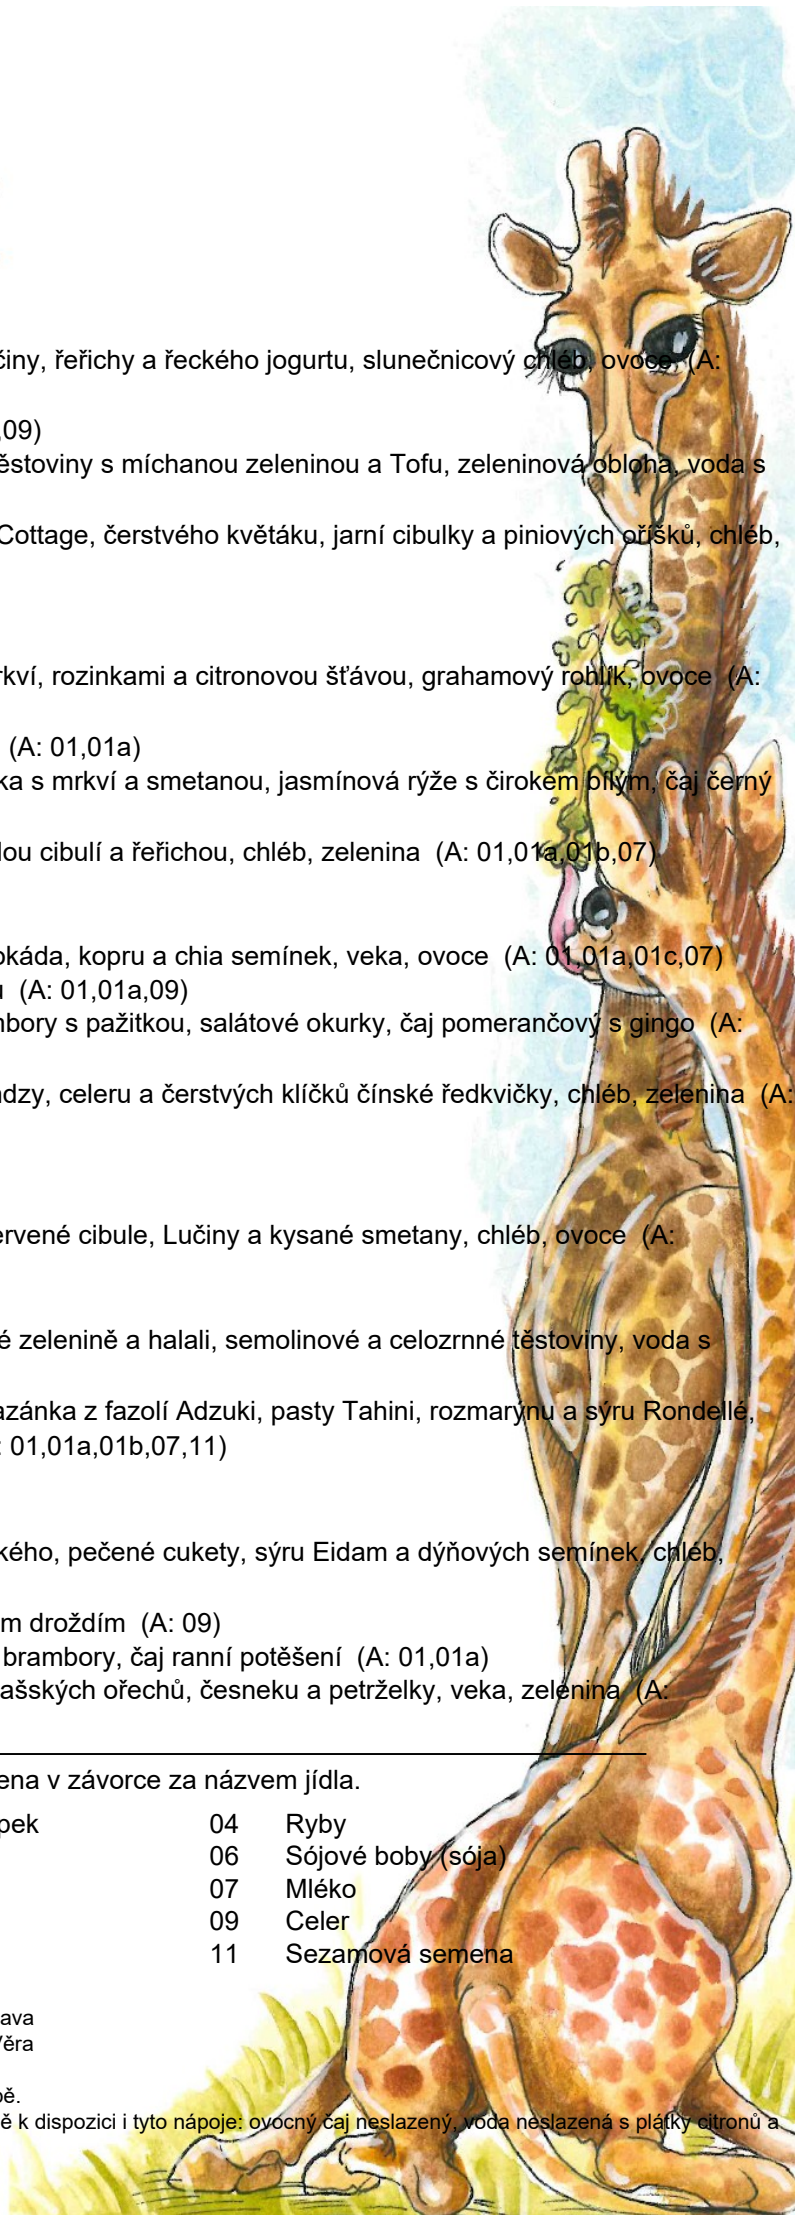 činy, řeřichy a řeckého jogurtu, slunečnicový chléb, ovoce (A:
,09)
ěstoviny s míchanou zeleninou a Tofu, zeleninová obloha, voda s
Cottage, čerstvého květáku, jarní cibulky a piniových oříšků, chléb,
rkví, rozinkami a citronovou šťávou, grahamový rohlík, ovoce (A:
(A: 01,01a)
ka s mrkví a smetanou, jasmínová rýže s čirokem bílým, čaj černý
lou cibulí a řeřichou, chléb, zelenina (A: 01,01a,01b,07)
okáda, kopru a chia semínek, veka, ovoce (A: 01,01a,01c,07)
u (A: 01,01a,09)
mbory s pažitkou, salátové okurky, čaj pomerančový s gingo (A:
ndzy, celeru a čerstvých klíčků čínské ředkvičky, chléb, zelenina (A:
ervené cibule, Lučiny a kysané smetany, chléb, ovoce (A:
é zelenině a halali, semolinové a celozrnné těstoviny, voda s
azánka z fazolí Adzuki, pasty Tahini, rozmarýnu a sýru Rondellé,
: 01,01a,01b,07,11)
kého, pečené cukety, sýru Eidam a dýňových semínek, chléb,
m droždím (A: 09)
brambory, čaj ranní potěšení (A: 01,01a)
ašských ořechů, česneku a petrželky, veka, zelenina (A:
ena v závorce za názvem jídla.
pek 04 Ryby
06 Sójové boby (sója)
07 Mléko
09 Celer
11 Sezamová semena
ava
Věra
bě.
ě k dispozici i tyto nápoje: ovocný čaj neslazený, voda neslazená s plátky citronů a